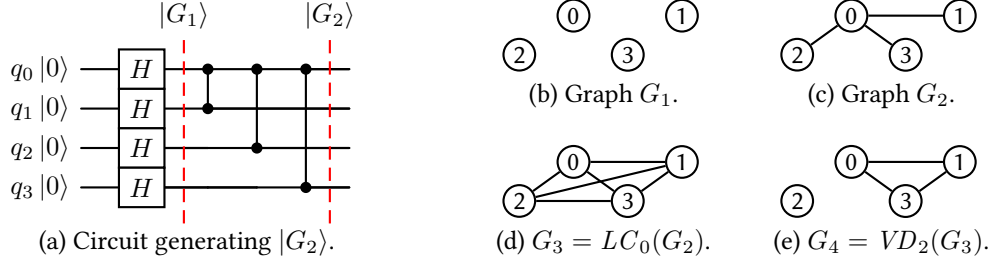 |G₁⟩ |G₂⟩
q₀ |0⟩ H
q₁ |0⟩ H
q₂ |0⟩ H
q₃ |0⟩ H
(a) Circuit generating |G₂⟩.
0 1
2 3
(b) Graph G₁.
0 1
2 3
(c) Graph G₂.
0 1
2 3
(d) G₃ = LC₀(G₂).
0 1
2 3
(e) G₄ = VD₂(G₃).